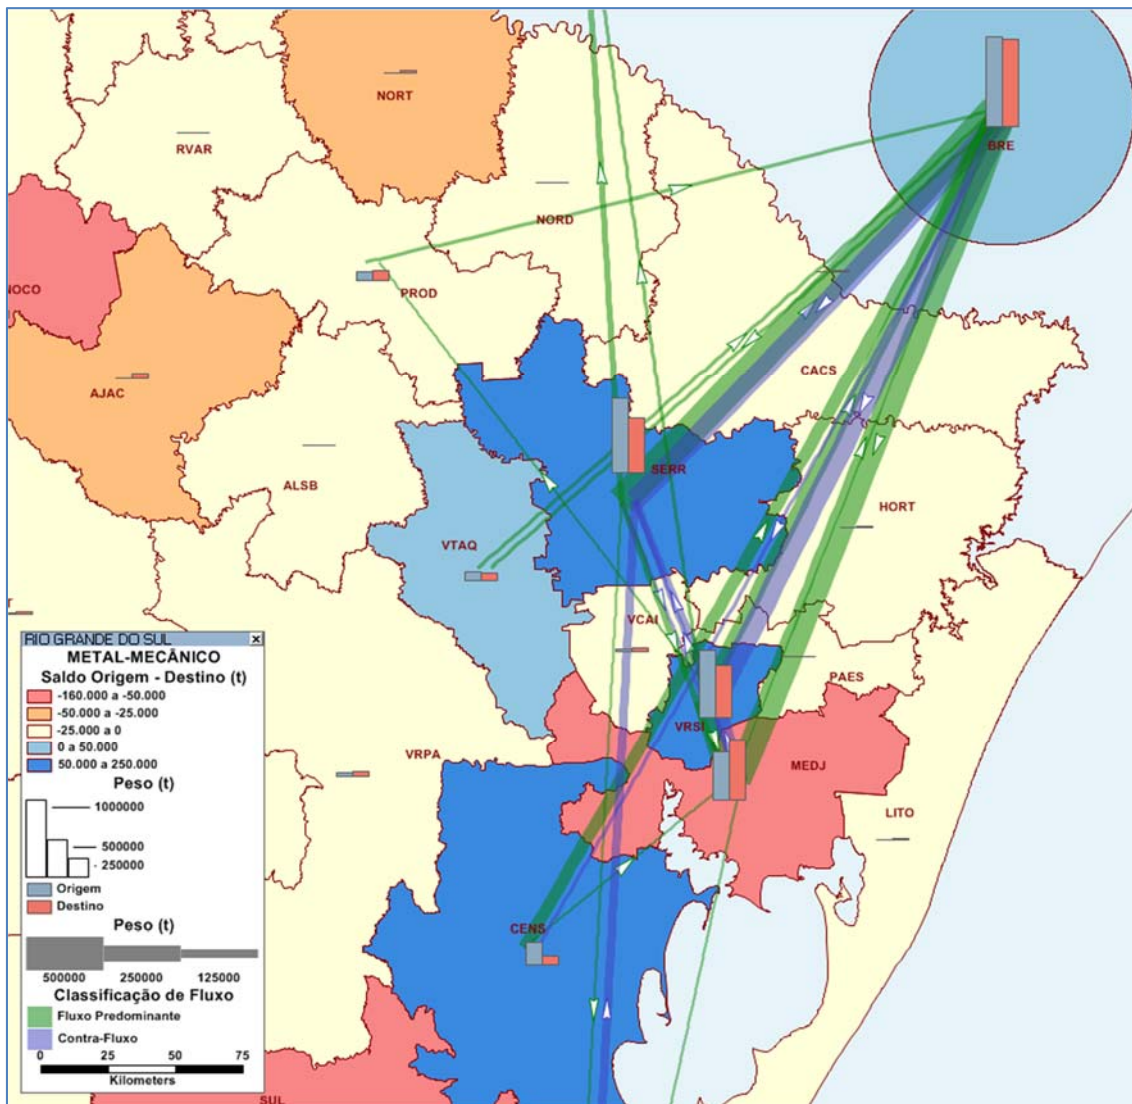 NORT
BRE
RVAR
NORD
NOCO
PROD
CACS
AJAC
SERR
ALSB
HORT
VTAQ
VCAI
PAES
VRSI
VRPA
MEDJ
LITO
CENS
SUL
RIO GRANDE DO SUL
METAL-MECÂNICO
Saldo Origem - Destino (t)
-160.000 a -50.000
-50.000 a -25.000
-25.000 a 0
0 a 50.000
50.000 a 250.000
Peso (t)
1000000
500000
250000
Origem
Destino
Peso (t)
500000 250000 125000
Classificação de Fluxo
Fluxo Predominante
Contra-Fluxo
0 25 50 75
Kilometers